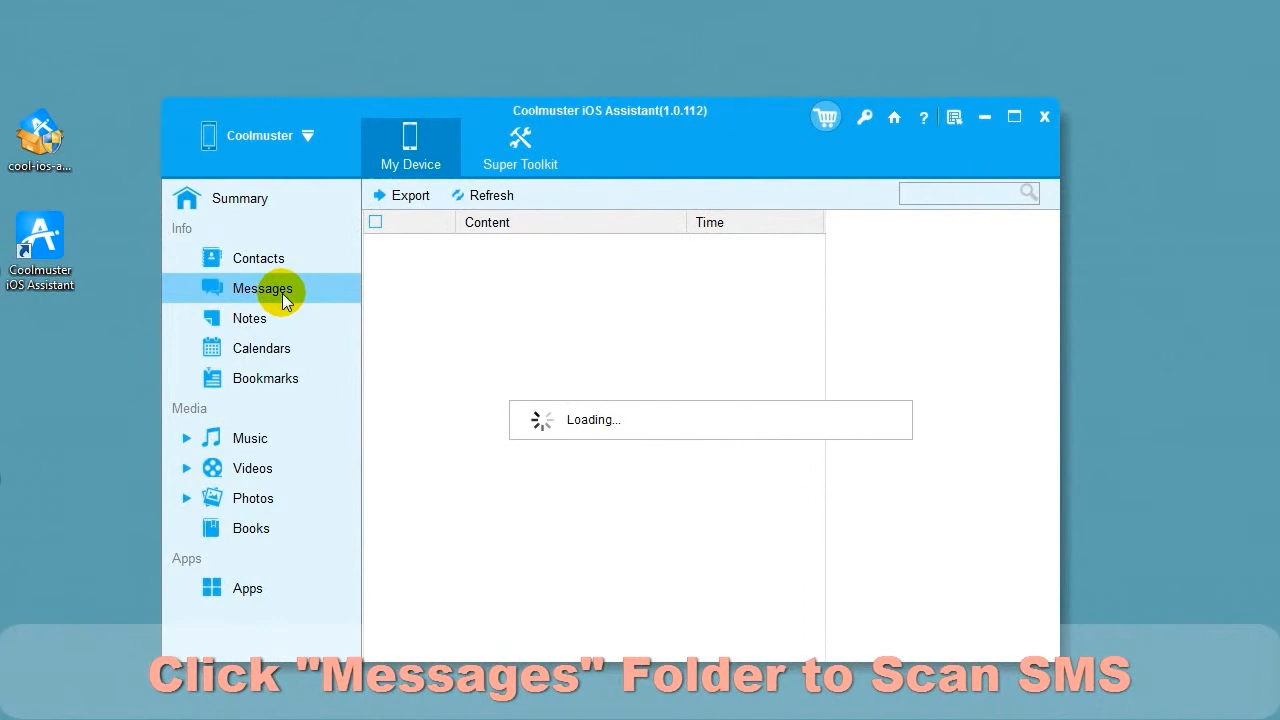 Coolmuster iOS Assistant(1.0.112)
Coolmuster
My Device
Super Toolkit
?
x
cool-ios-a...
Coolmuster
iOS Assistant
Summary
Info
Contacts
Messages
Notes
Calendars
Bookmarks
Media
Music
Videos
Photos
Books
Apps
Apps
Export Refresh
Content Time
Loading...
Click "Messages" Folder to Scan SMS